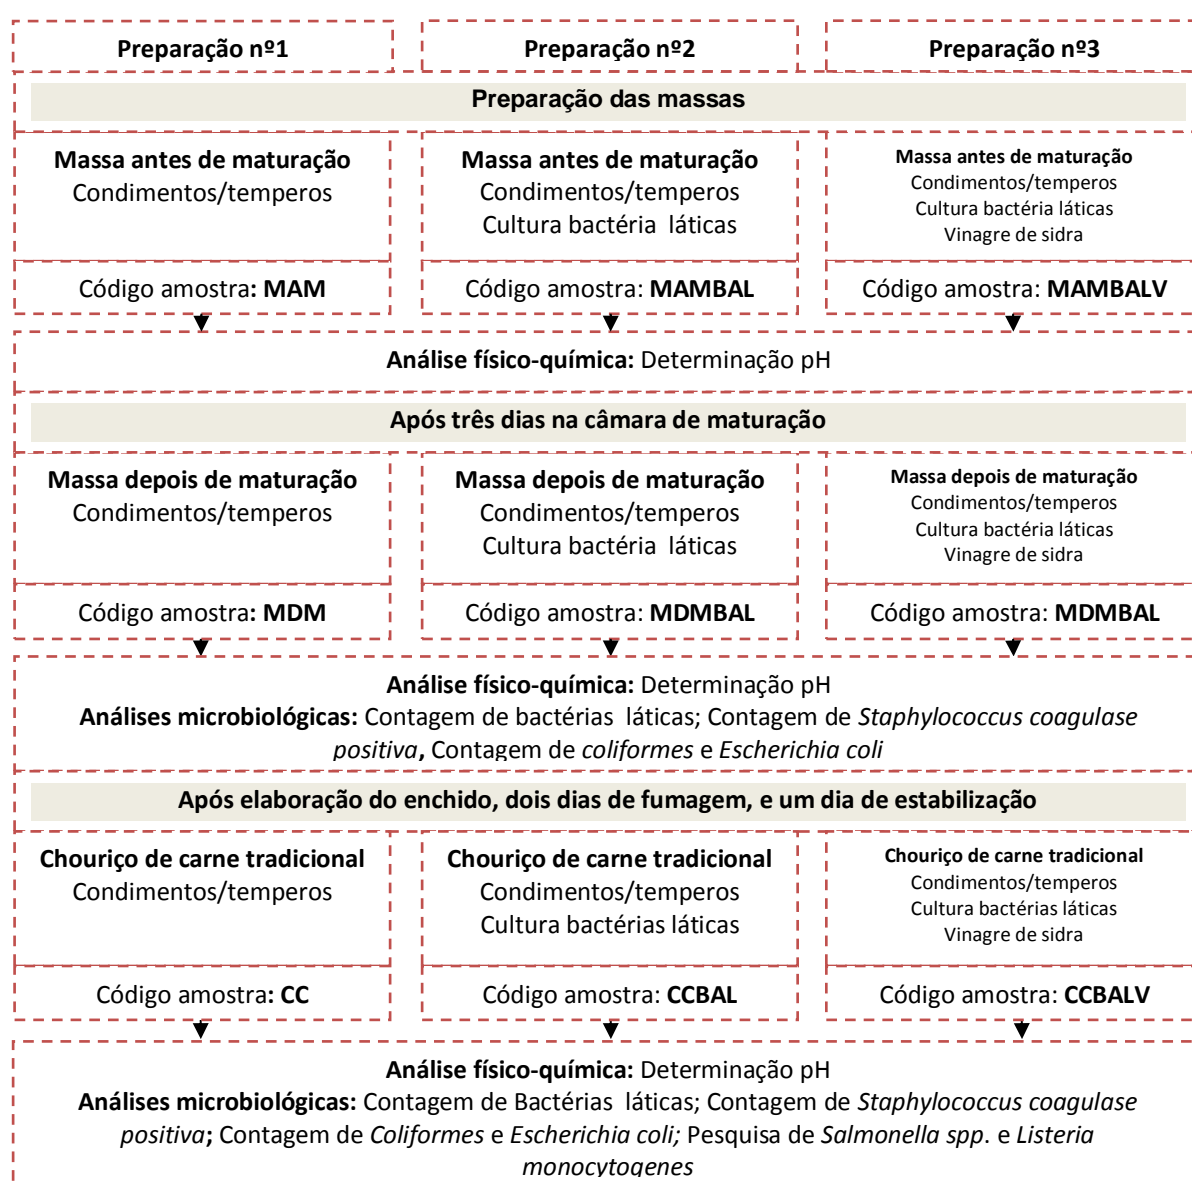 Preparação nº1
Preparação nº2
Preparação nº3
Preparação das massas
Massa antes de maturação
Condimentos/temperos
Massa antes de maturação
Condimentos/temperos
Cultura bactéria láticas
Massa antes de maturação
Condimentos/temperos
Cultura bactéria láticas
Vinagre de sidra
Código amostra: MAM
Código amostra: MAMBAL
Código amostra: MAMBALV
Análise físico-química: Determinação pH
Após três dias na câmara de maturação
Massa depois de maturação
Condimentos/temperos
Massa depois de maturação
Condimentos/temperos
Cultura bactéria láticas
Massa depois de maturação
Condimentos/temperos
Cultura bactéria láticas
Vinagre de sidra
Código amostra: MDM
Código amostra: MDMBAL
Código amostra: MDMBAL
Análise físico-química: Determinação pH
Análises microbiológicas: Contagem de bactérias láticas; Contagem de Staphylococcus coagulase
positiva, Contagem de coliformes e Escherichia coli
Após elaboração do enchido, dois dias de fumagem, e um dia de estabilização
Chouriço de carne tradicional
Condimentos/temperos
Chouriço de carne tradicional
Condimentos/temperos
Cultura bactérias láticas
Chouriço de carne tradicional
Condimentos/temperos
Cultura bactérias láticas
Vinagre de sidra
Código amostra: CC
Código amostra: CCBAL
Código amostra: CCBALV
Análise físico-química: Determinação pH
Análises microbiológicas: Contagem de Bactérias láticas; Contagem de Staphylococcus coagulase
positiva; Contagem de Coliformes e Escherichia coli; Pesquisa de Salmonella spp. e Listeria
monocytogenes